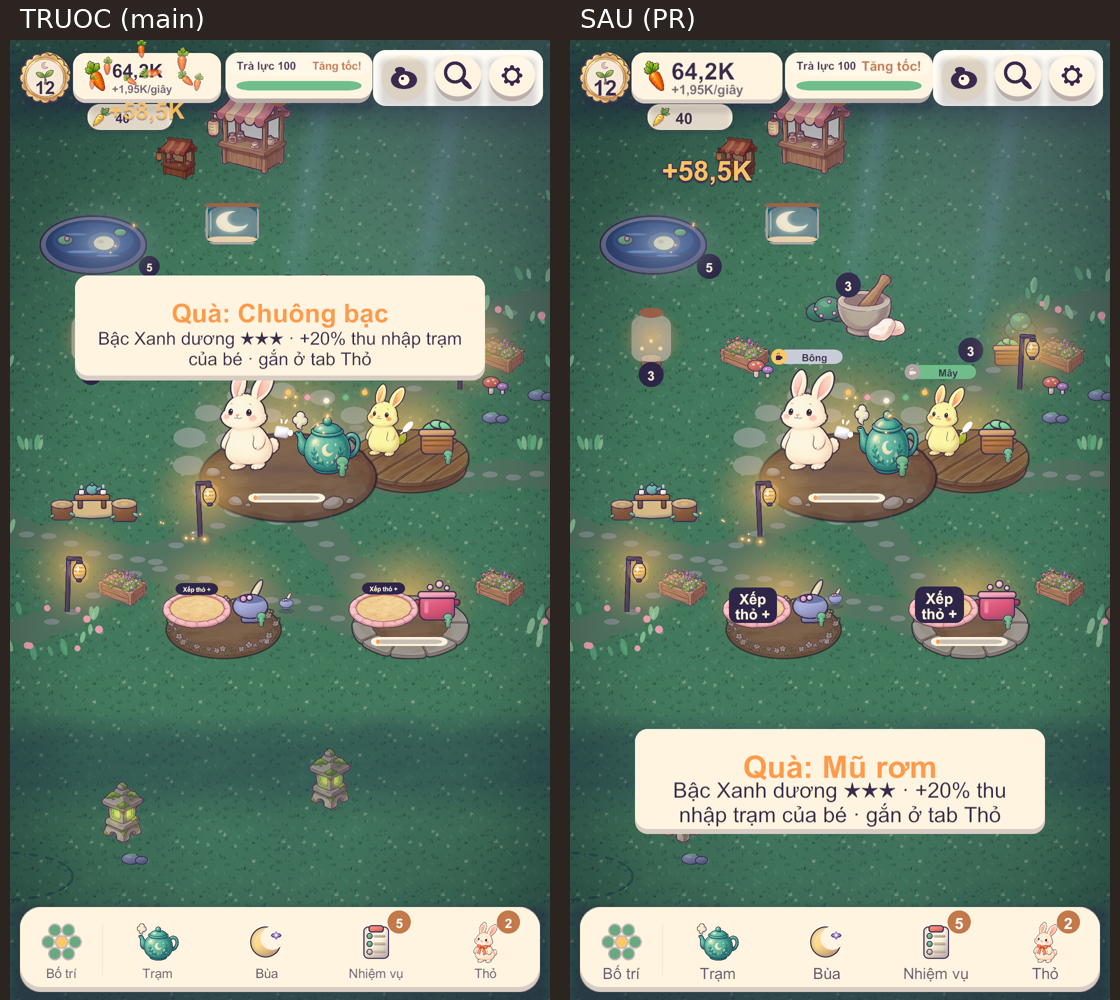 TRUOC (main)
12
64,2K
+1,95K/giây
Trà lực 100 Tăng tốc!
+58,5K
40
5
Quà: Chuông bạc
Bậc Xanh dương ★★★ · +20% thu nhập trạm
của bé · gắn ở tab Thỏ
Xếp thỏ +
Xếp thỏ +
5
2
Bố trí
Trạm
Bùa
Nhiệm vụ
Thỏ
SAU (PR)
12
64,2K
+1,95K/giây
Trà lực 100 Tăng tốc!
40
+58,5K
5
3
3
Bông
3
Mây
Xếp
thỏ +
Xếp
thỏ +
Quà: Mũ rơm
Bậc Xanh dương ★★★ · +20% thu
nhập trạm của bé · gắn ở tab Thỏ
5
2
Bố trí
Trạm
Bùa
Nhiệm vụ
Thỏ